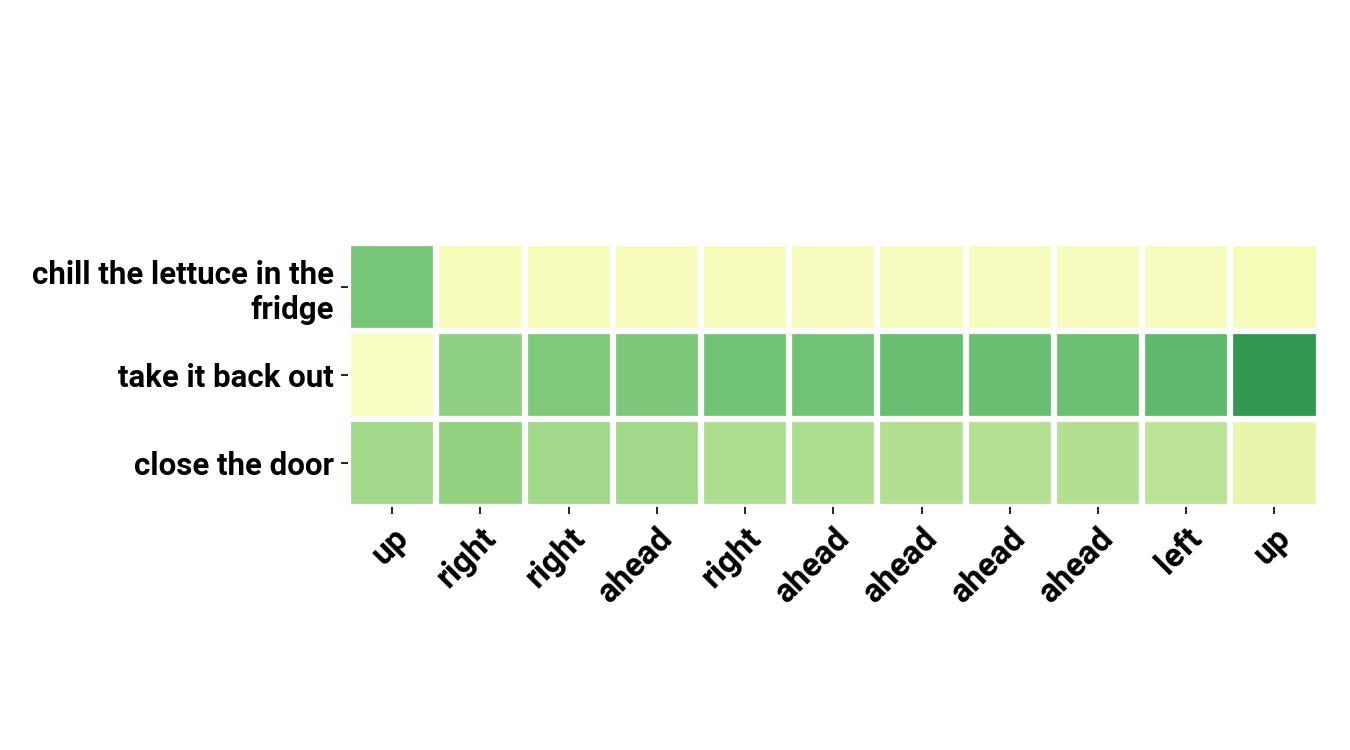 chill the lettuce in the
fridge
take it back out
close the door
up
right
right
ahead
right
ahead
ahead
ahead
ahead
left
up